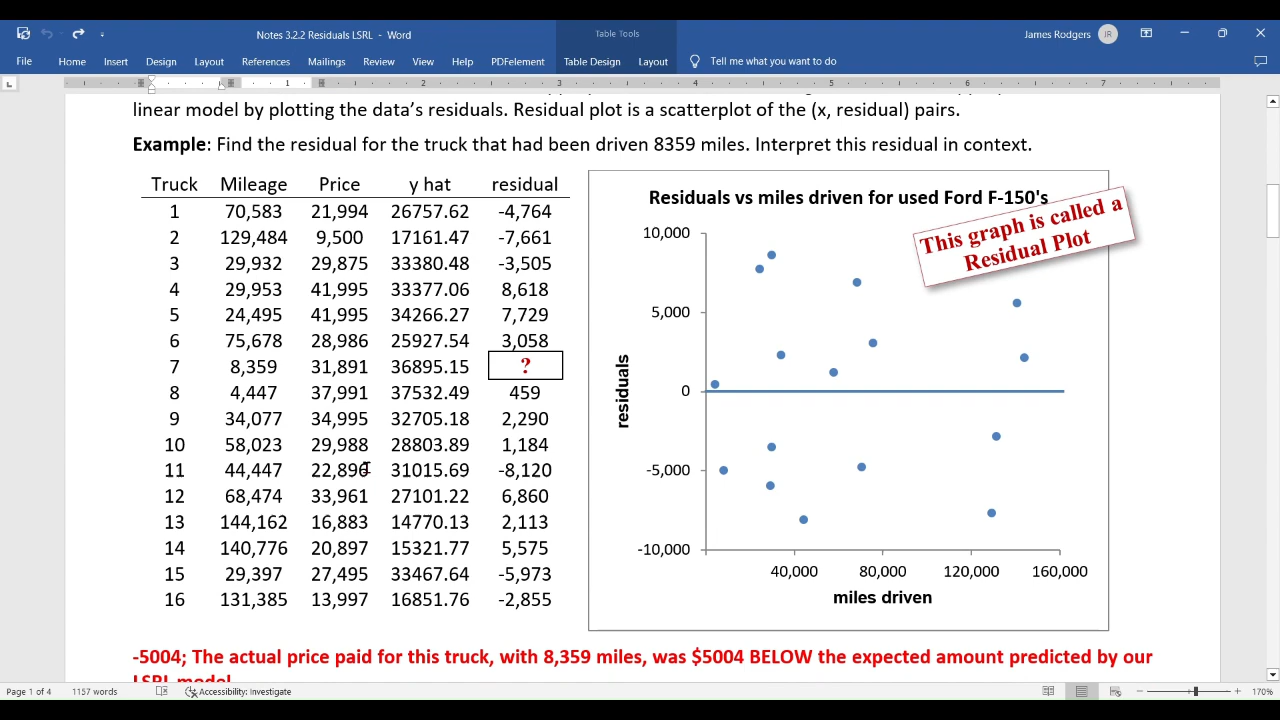 Notes 3.2.2 Residuals LSRL - Word
Table Tools
James Rodgers JR
File Home Insert Design Layout References Mailings Review View Help PDFelement Table Design Layout Tell me what you want to do
1 2 3 4 5 6 7
linear model by plotting the data's residuals. Residual plot is a scatterplot of the (x, residual) pairs.
Example: Find the residual for the truck that had been driven 8359 miles. Interpret this residual in context.
Truck Mileage Price y hat residual
1 70,583 21,994 26757.62 -4,764
2 129,484 9,500 17161.47 -7,661
3 29,932 29,875 33380.48 -3,505
4 29,953 41,995 33377.06 8,618
5 24,495 41,995 34266.27 7,729
6 75,678 28,986 25927.54 3,058
7 8,359 31,891 36895.15 ?
8 4,447 37,991 37532.49 459
9 34,077 34,995 32705.18 2,290
10 58,023 29,988 28803.89 1,184
11 44,447 22,896 31015.69 -8,120
12 68,474 33,961 27101.22 6,860
13 144,162 16,883 14770.13 2,113
14 140,776 20,897 15321.77 5,575
15 29,397 27,495 33467.64 -5,973
16 131,385 13,997 16851.76 -2,855
Residuals vs miles driven for used Ford F-150's
This graph is called a
Residual Plot
10,000
5,000
0
-5,000
-10,000
residuals
40,000 80,000 120,000 160,000
miles driven
-5004; The actual price paid for this truck, with 8,359 miles, was $5004 BELOW the expected amount predicted by our
LSRL model
Page 1 of 4 1157 words Accessibility: Investigate 170%